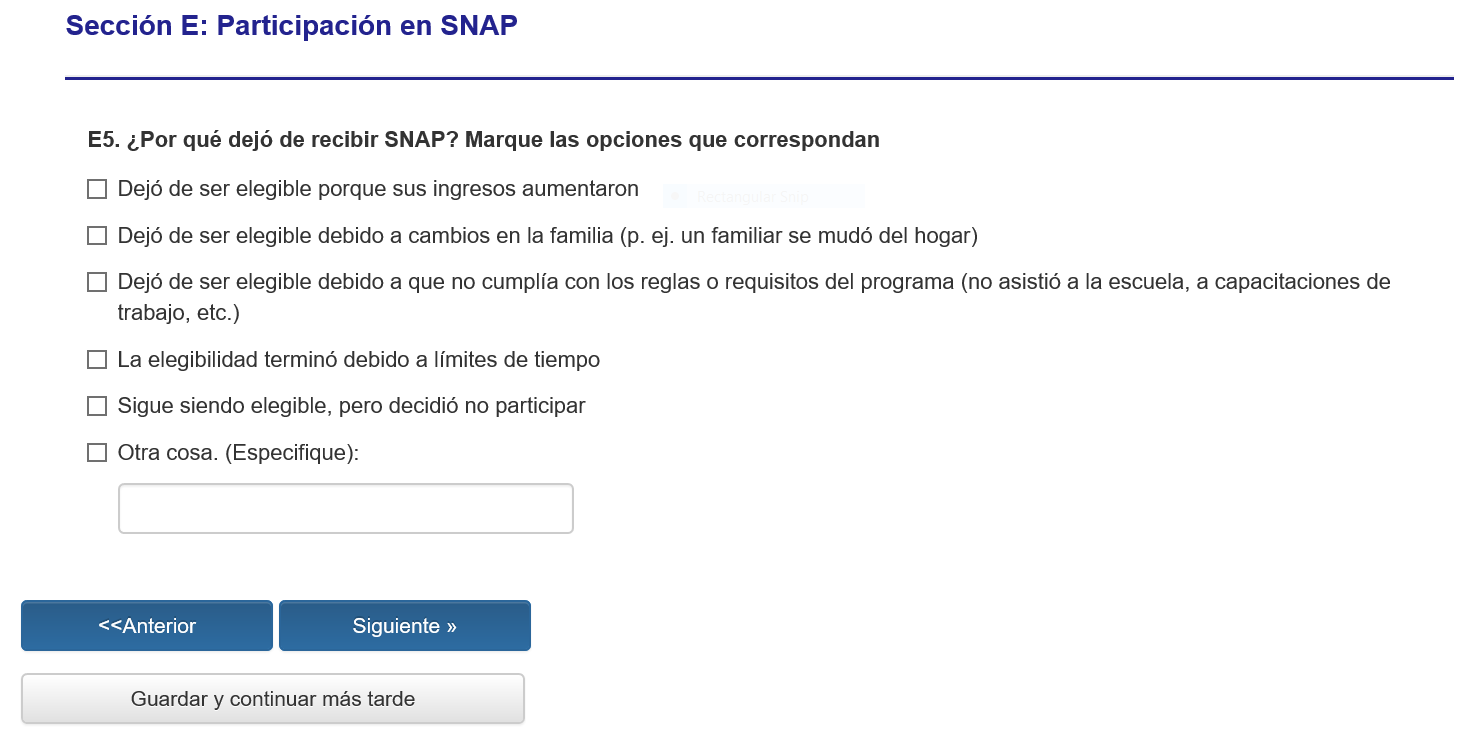 Sección E: Participación en SNAP
E5. ¿Por qué dejó de recibir SNAP? Marque las opciones que correspondan
Dejó de ser elegible porque sus ingresos aumentaron
Rectangular Snip
Dejó de ser elegible debido a cambios en la familia (p. ej. un familiar se mudó del hogar)
Dejó de ser elegible debido a que no cumplía con los reglas o requisitos del programa (no asistió a la escuela, a capacitaciones de
trabajo, etc.)
La elegibilidad terminó debido a límites de tiempo
Sigue siendo elegible, pero decidió no participar
Otra cosa. (Especifique):
<<Anterior
Siguiente »
Guardar y continuar más tarde